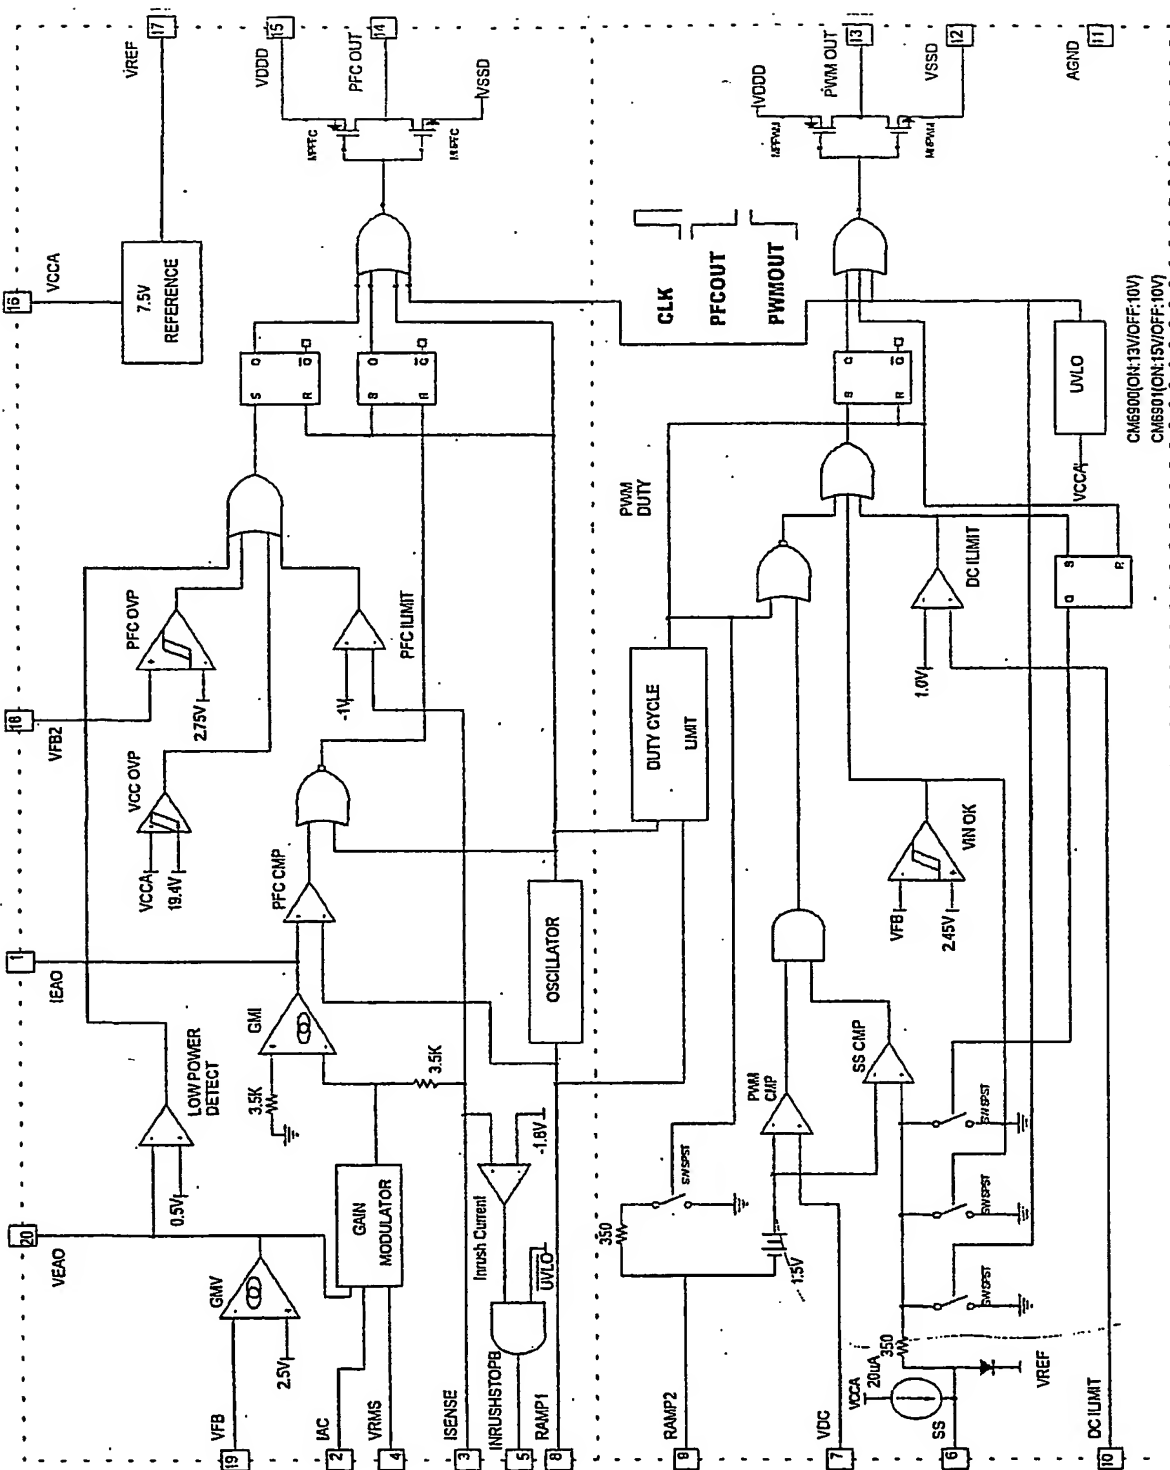 16
VCCA
17
VREF
7.5V
REFERENCE
15
VDDD
14
PFC OUT
VSSD
13
PWM OUT
VDDD
12
VSSD
11
AGND
18
VFB2
PFC OVP
2.75V
VCC OVP
VCCA
19.4V
S
Q
Q
R
S
Q
R
Q
-1V
PFC ILIMIT
1
IEAO
PFC CMP
GMI
3.5K
3.5K
LOW POWER
DETECT
0.5V
20
VEAO
GMV
2.5V
19
VFB
GAIN
MODULATOR
2
IAC
4
VRMS
3
ISENSE
Inrush Current
-1.8V
UVLO
5
INRUSHSTOPB
8
RAMP1
OSCILLATOR
DUTY CYCLE
LIMIT
PWM
DUTY
CLK
PFCOUT
PWMOUT
S
Q
Q
R
UVLO
VCCA
CM6900(ON:13V/OFF:10V)
CM6901(ON:15V/OFF:10V)
DC ILIMIT
1.0V
S
Q
R
VIN OK
VFB
2.45V
SS CMP
PWM
CMP
350
SWSPST
1.5V
9
RAMP2
7
VDC
SWSPST
SWSPST
SWSPST
350
VCCA
20uA
VREF
6
SS
10
DC ILIMIT